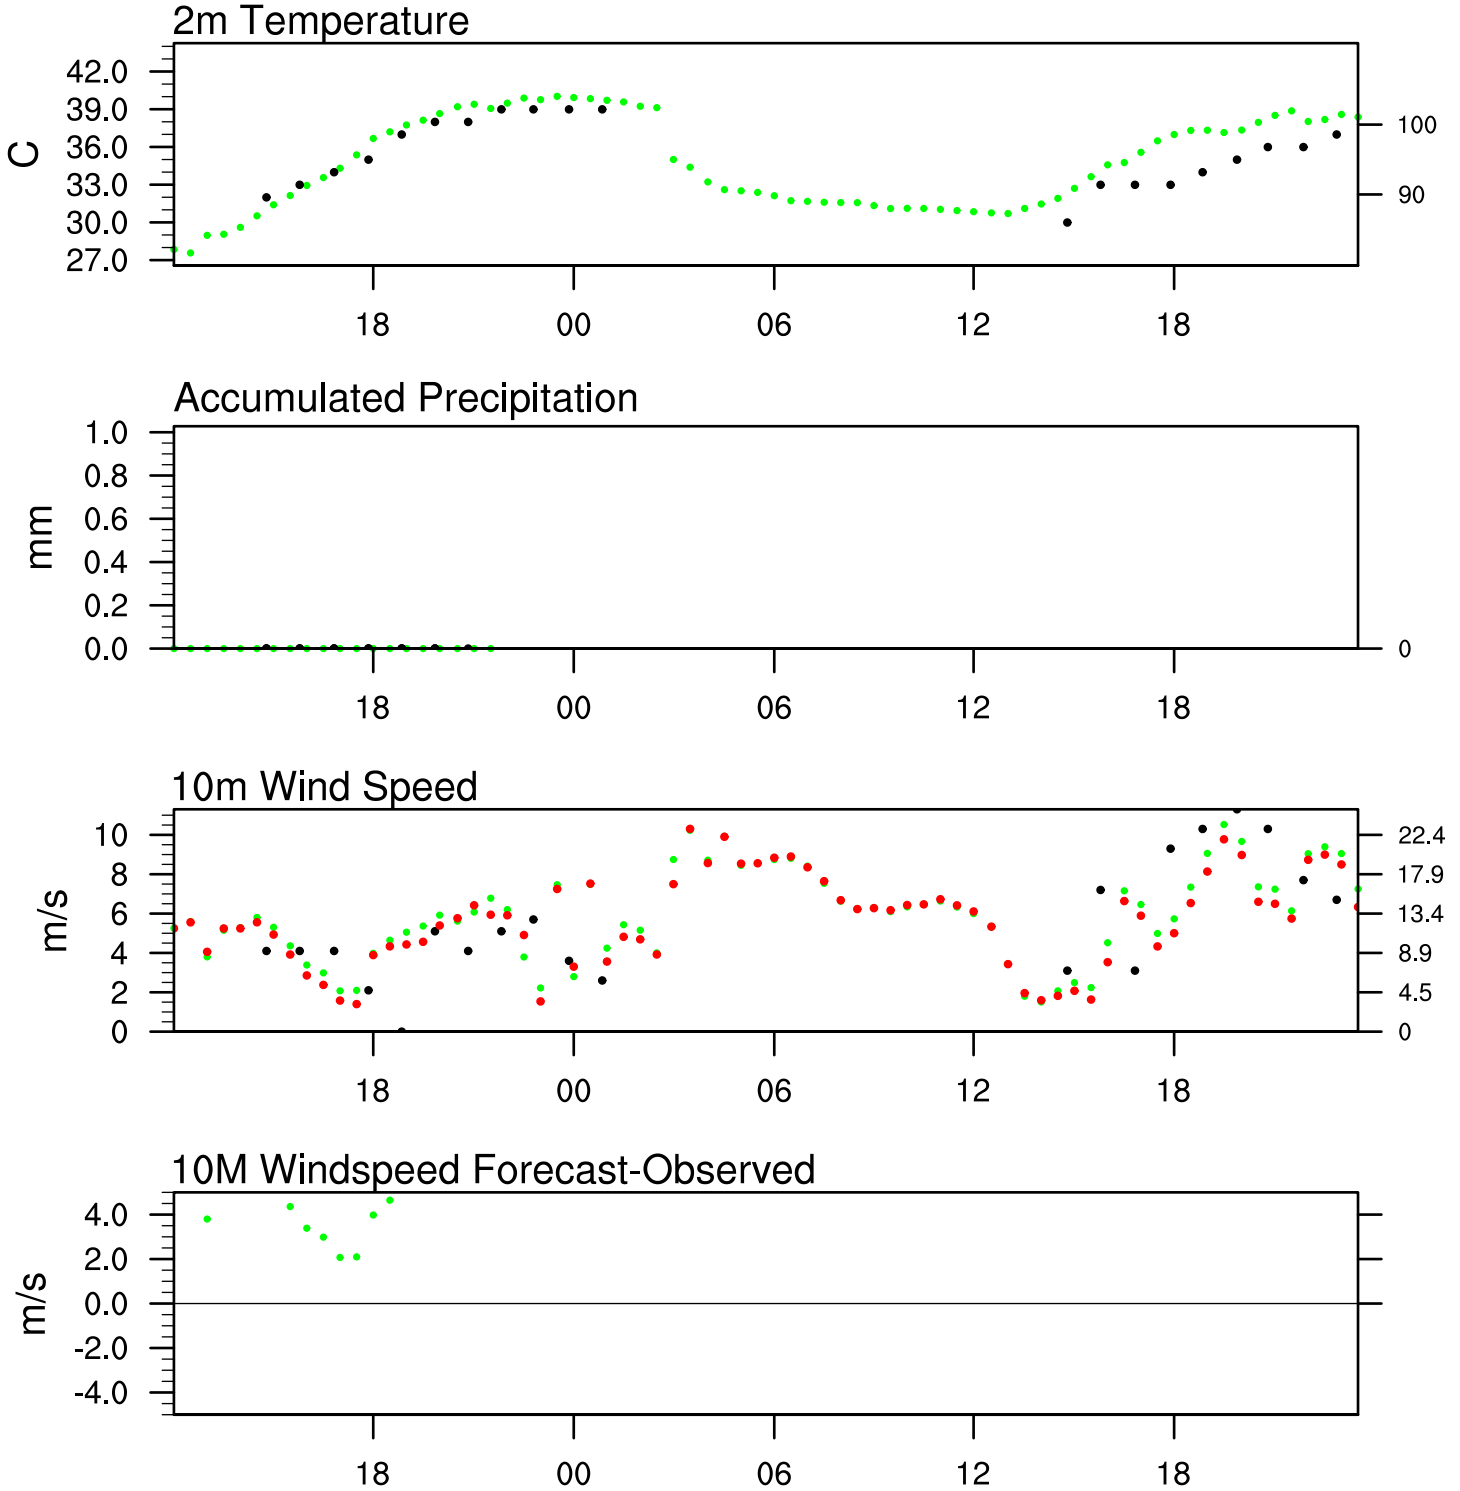 2m Temperature
42.0
39.0
36.0
33.0
30.0
27.0
C
100
90
18 00 06 12 18
Accumulated Precipitation
1.0
0.8
0.6
0.4
0.2
0.0
mm
0
18 00 06 12 18
10m Wind Speed
10
8
6
4
2
0
m/s
22.4
17.9
13.4
8.9
4.5
0
18 00 06 12 18
10M Windspeed Forecast-Observed
4.0
2.0
0.0
-2.0
-4.0
m/s
18 00 06 12 18